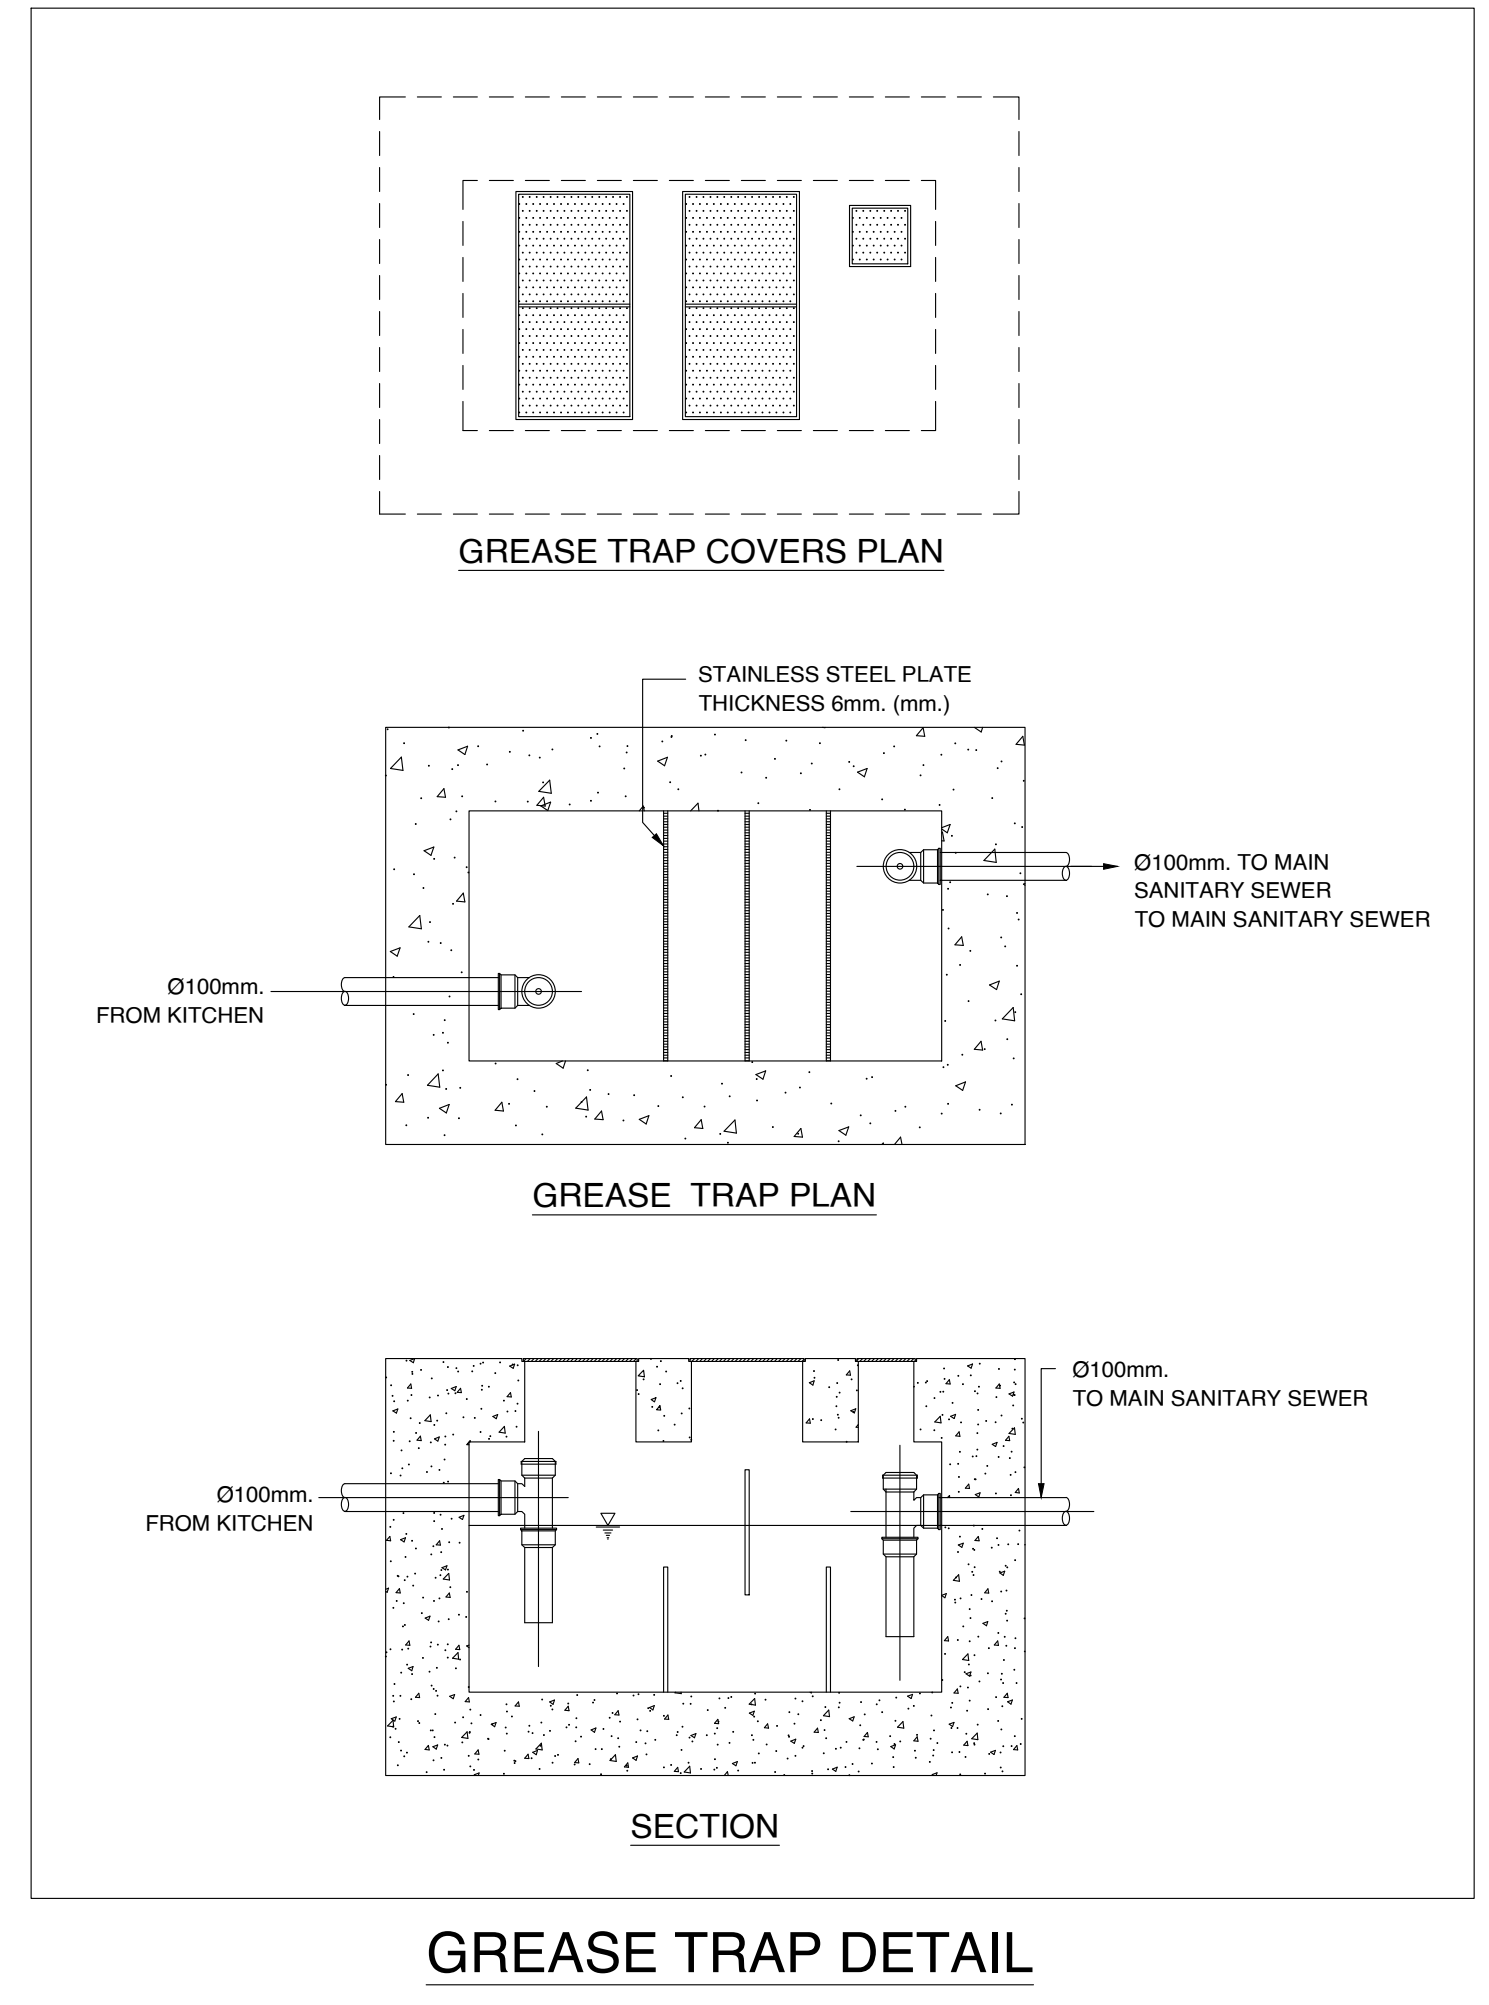 GREASE TRAP COVERS PLAN
STAINLESS STEEL PLATE
THICKNESS 6mm. (mm.)
Ø100mm. TO MAIN
SANITARY SEWER
TO MAIN SANITARY SEWER
Ø100mm.
FROM KITCHEN
GREASE TRAP PLAN
Ø100mm.
TO MAIN SANITARY SEWER
Ø100mm.
FROM KITCHEN
SECTION
GREASE TRAP DETAIL